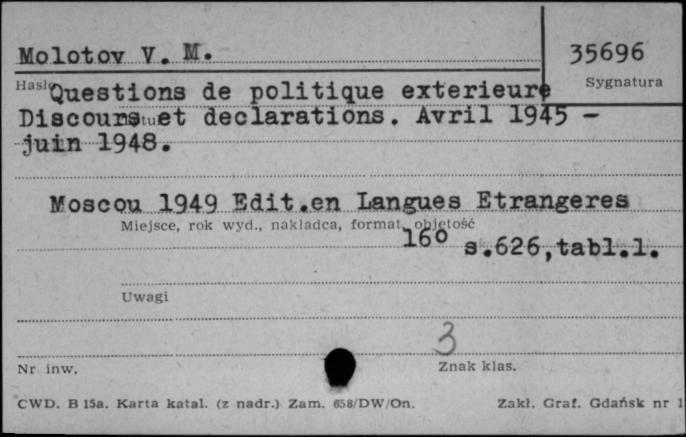 Molotov V. M.
35696
Hasło
Sygnatura
Questions de politique exterieure
Discours et declarations. Avril 1945 -
juin 1948.
Moscou 1949 Edit.en Langues Etrangeres
Miejsce, rok wyd., nakładca, format, objętość
16o s.626,tabl.1.
Uwagi
3
Nr inw.
Znak klas.
CWD. B 15a. Karta katal. (z nadr.) Zam. 658/DW/On.
Zakł. Graf. Gdańsk nr 1